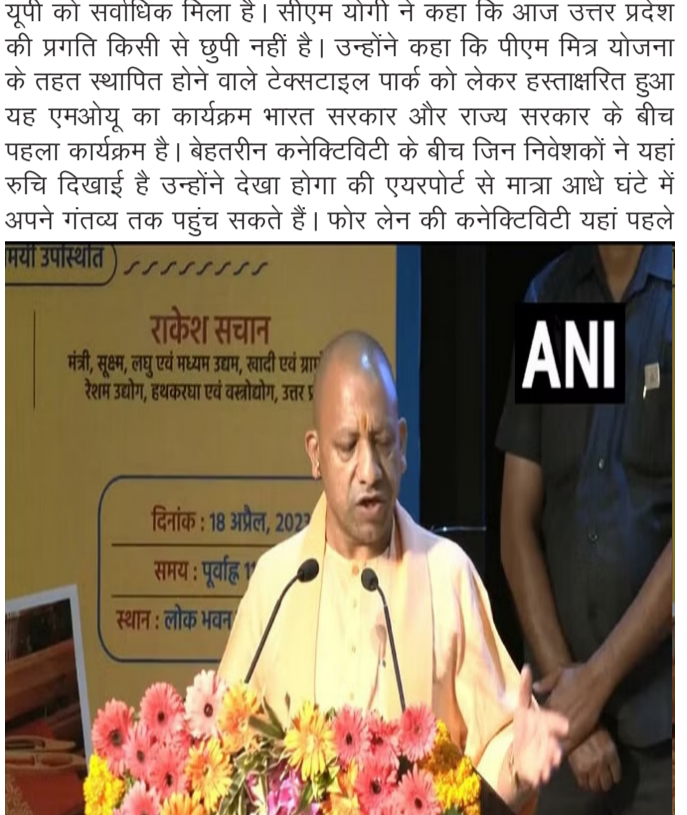 यूपी को सर्वाधिक मिला है। सीएम योगी ने कहा कि आज उत्तर प्रदेश
की प्रगति किसी से छुपी नहीं है। उन्होंने कहा कि पीएम मित्र योजना
के तहत स्थापित होने वाले टेक्सटाइल पार्क को लेकर हस्ताक्षरित हुआ
यह एमओयू का कार्यक्रम भारत सरकार और राज्य सरकार के बीच
पहला कार्यक्रम है। बेहतरीन कनेक्टिविटी के बीच जिन निवेशकों ने यहां
रुचि दिखाई है उन्होंने देखा होगा की एयरपोर्ट से मात्रा आधे घंटे में
अपने गंतव्य तक पहुंच सकते हैं। फोर लेन की कनेक्टिविटी यहां पहले
उपस्थिति
राकेश सचान
मंत्री, सूक्ष्म, लघु एवं मध्यम उद्यम, खादी एवं
रेशम उद्योग, हथकरघा एवं वस्त्रोद्योग, उत्तर
दिनांक : 18 अप्रैल, 2023
समय : पूर्वाह्न
स्थान : लोक भवन
ANI